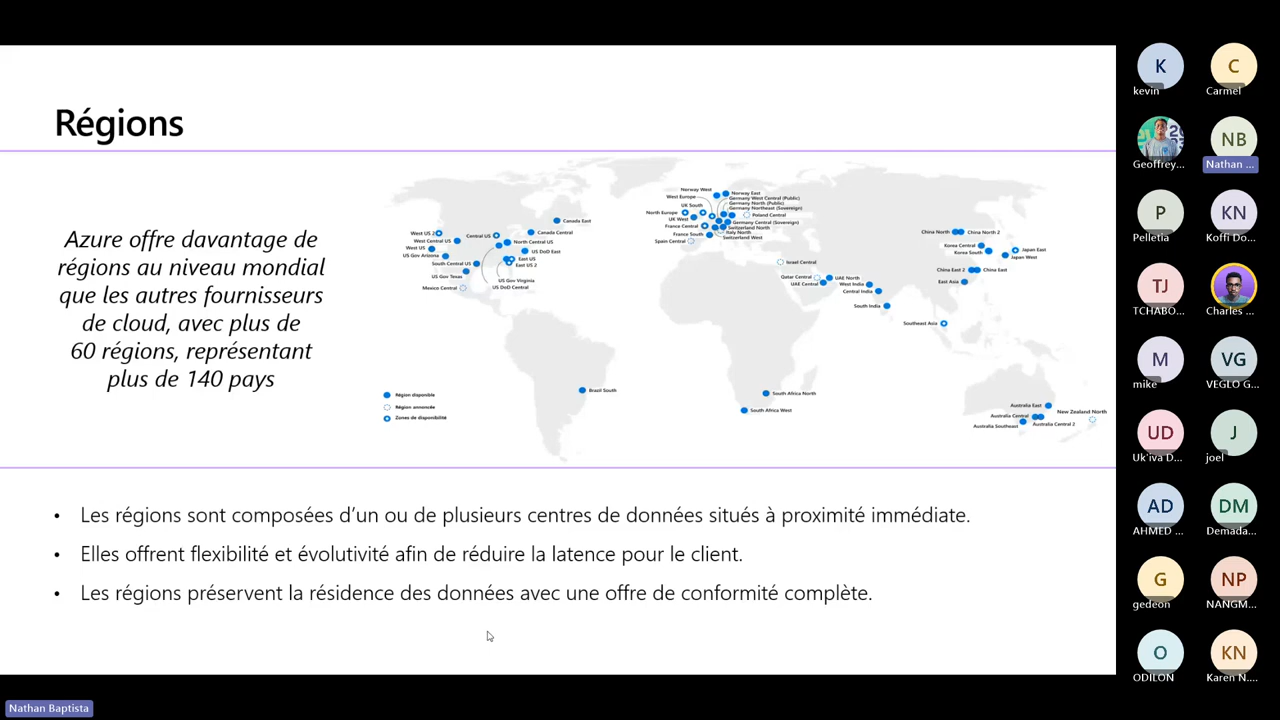 Régions
Azure offre davantage de
régions au niveau mondial
que les autres fournisseurs
de cloud, avec plus de
60 régions, représentant
plus de 140 pays
West US 2
West Central US
West US
US Gov Arizona
South Central US
US Gov Texas
Mexico Central
Central US
Canada East
Canada Central
North Central US
US DoD East
East US
East US 2
US Gov Virginia
US DoD Central
Brazil South
Norway West
West Europe
UK South
North Europe
UK West
France Central
France South
Spain Central
Norway East
Germany West Central (Public)
Germany North (Public)
Germany Northeast (Sovereign)
Poland Central
Germany Central (Sovereign)
Switzerland North
Italy North
Switzerland West
Israel Central
Qatar Central
UAE North
UAE Central
West India
Central India
South India
China North
China North 2
Korea Central
Korea South
Japan East
Japan West
China East 2
China East
East Asia
Southeast Asia
South Africa North
South Africa West
Australia East
Australia Central
Australia Southeast
Australia Central 2
New Zealand North
Région disponible
Région annoncée
Zones de disponibilité
• Les régions sont composées d’un ou de plusieurs centres de données situés à proximité immédiate.
• Elles offrent flexibilité et évolutivité afin de réduire la latence pour le client.
• Les régions préservent la résidence des données avec une offre de conformité complète.
Nathan Baptista
K
kevin
C
Carmel
Geoffrey...
NB
Nathan ...
P
Pelletia
KN
Koffi Do...
TJ
TCHABO...
Charles ...
M
mike
VG
VEGLO G...
UD
Uk'iva D...
J
joel
AD
AHMED ...
DM
Demada...
G
gedeon
NP
NANGM...
O
ODILON
KN
Karen N....